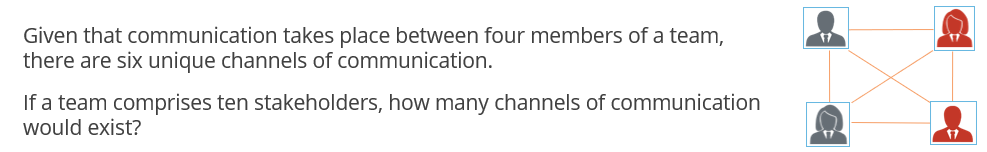 Given that communication takes place between four members of a team,
there are six unique channels of communication.
If a team comprises ten stakeholders, how many channels of communication
would exist?